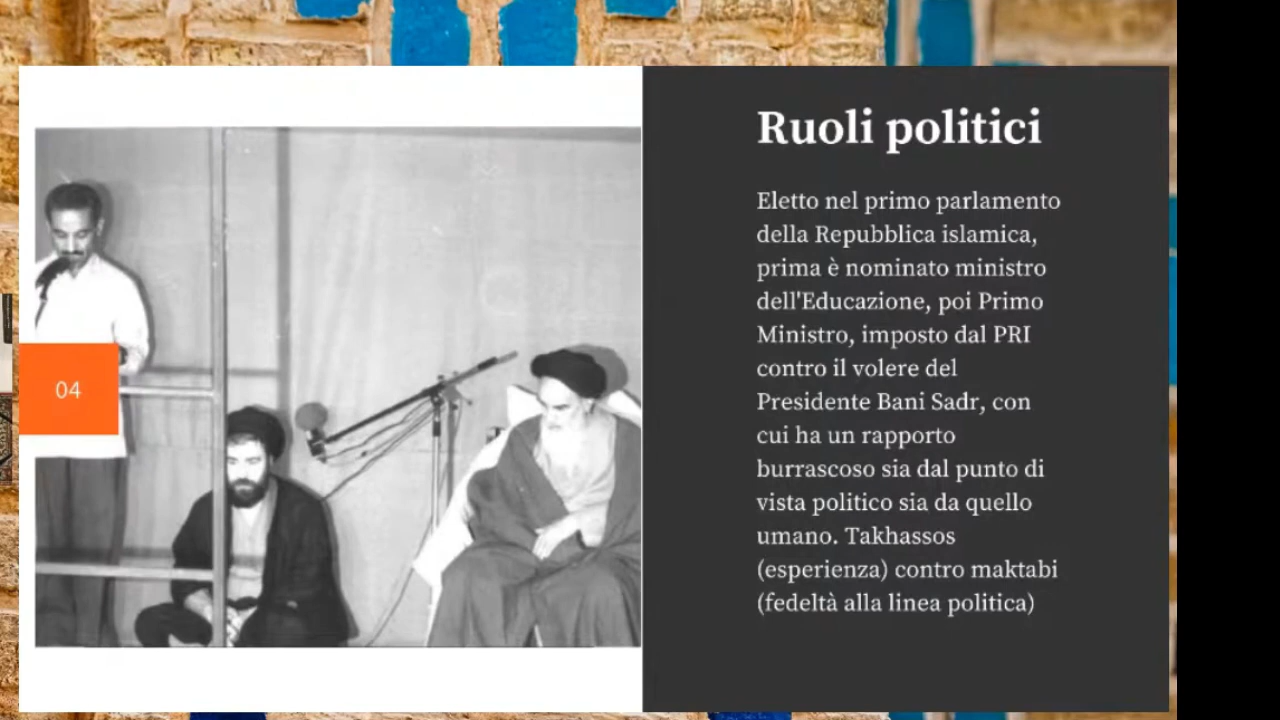 Ruoli politici
Eletto nel primo parlamento
della Repubblica islamica,
prima è nominato ministro
dell'Educazione, poi Primo
Ministro, imposto dal PRI
contro il volere del
Presidente Bani Sadr, con
cui ha un rapporto
burrascoso sia dal punto di
vista politico sia da quello
umano. Takhassos
(esperienza) contro maktabi
(fedeltà alla linea politica)
04